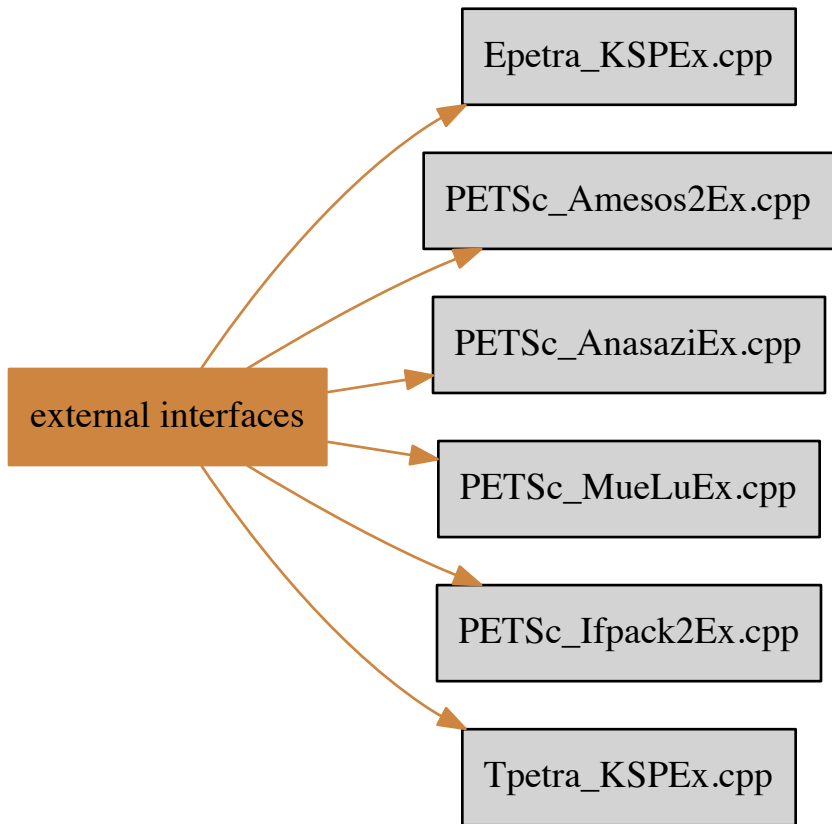 Epetra_KSPEx.cpp
PETSc_Amesos2Ex.cpp
PETSc_AnasaziEx.cpp
external interfaces
PETSc_MueLuEx.cpp
PETSc_Ifpack2Ex.cpp
Tpetra_KSPEx.cpp